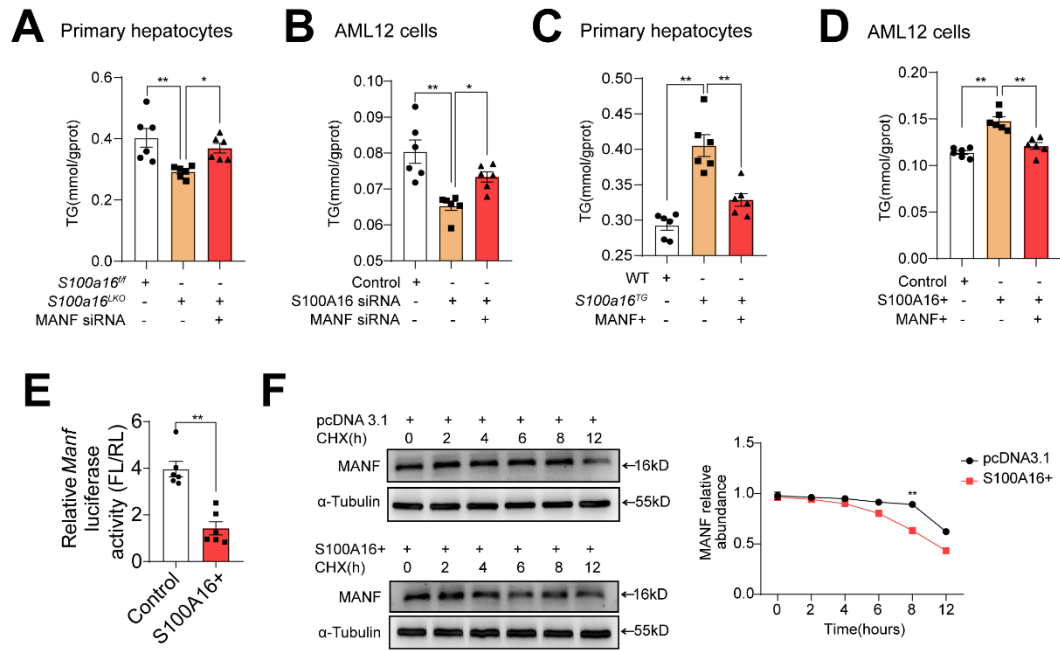 A Primary hepatocytes
** *
TG(mmol/gprot)
0.6
0.4
0.2
0.0
S100a16f/f + - -
S100a16LKO - + +
MANF siRNA - - +
B AML12 cells
** *
TG(mmol/gprot)
0.10
0.09
0.08
0.07
0.06
0.05
Control + - -
S100A16 siRNA - + +
MANF siRNA - - +
C Primary hepatocytes
** **
TG(mmol/gprot)
0.50
0.45
0.40
0.35
0.30
0.25
WT + - -
S100a16TG - + +
MANF+ - - +
D AML12 cells
** **
TG(mmol/gprot)
0.20
0.15
0.10
0.05
0.00
Control + - -
S100A16+ - + +
MANF+ - - +
E
**
Relative Manf
luciferase
activity (FL/RL)
8
6
4
2
0
Control
S100A16+
F
pcDNA 3.1 + + + + + +
CHX(h) 0 2 4 6 8 12
MANF ←16kD
α-Tubulin ←55kD
S100A16+ + + + + + +
CHX(h) 0 2 4 6 8 12
MANF ←16kD
α-Tubulin ←55kD
MANF relative
abundance
1.5
1.0
0.5
0.0
**
pcDNA3.1
S100A16+
0 2 4 6 8 12
Time(hours)